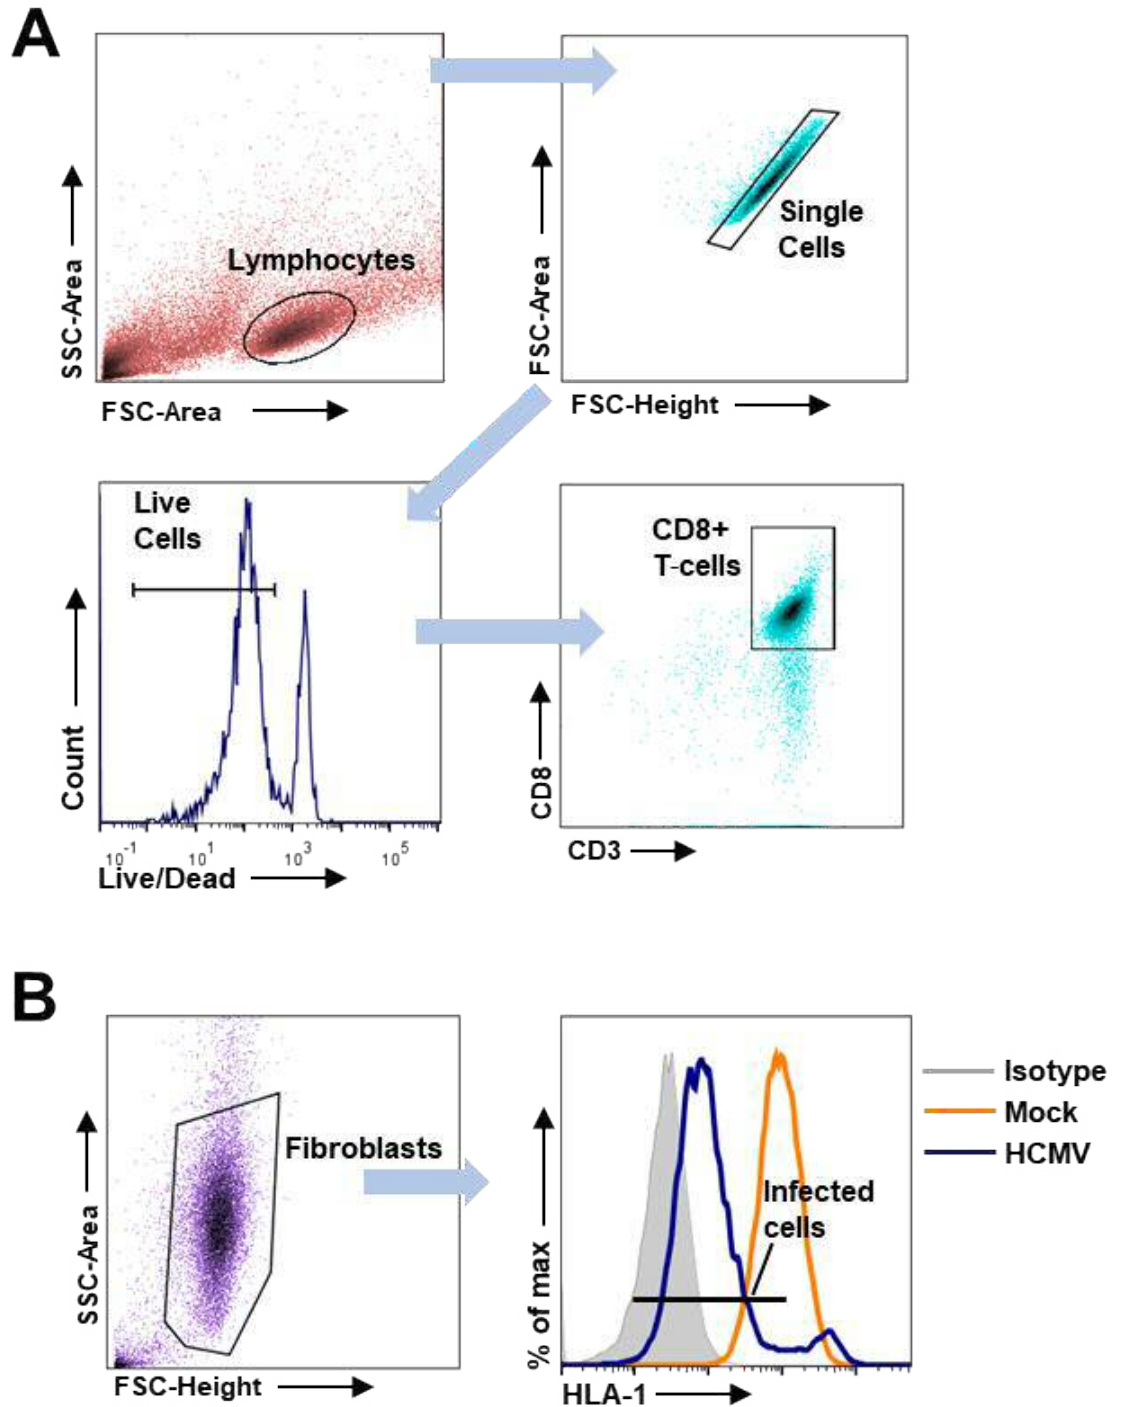 A
SSC-Area
Lymphocytes
FSC-Area
FSC-Area
Single
Cells
FSC-Height
Count
Live
Cells
10-1
101
103
105
Live/Dead
CD8
CD8+
T-cells
CD3
B
SSC-Area
Fibroblasts
FSC-Height
% of max
Infected
cells
HLA-1
Isotype
Mock
HCMV